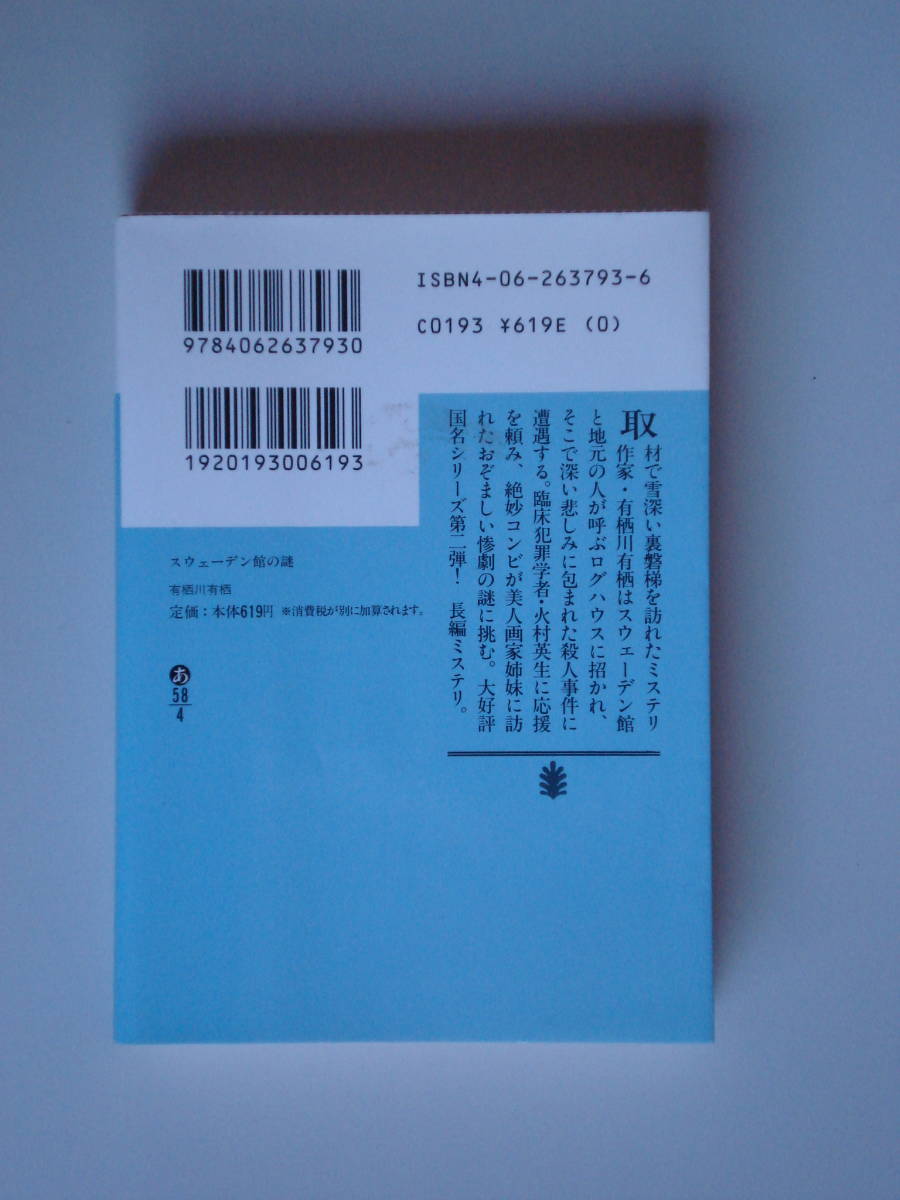 ISBN4-06-263793-6
C0193 ¥619E (0)
9784062637930
1920193006193
取材で雪深い裏磐梯を訪れたミステリ
作家・有栖川有栖はスウェーデン館
と地元の人が呼ぶログハウスに招かれ、
そこで深い悲しみに包まれた殺人事件に
遭遇する。臨床犯罪学者・火村英生に応援
を頼み、絶妙コンビが美人画家姉妹に訪
れたおぞましい惨劇の謎に挑む。大好評
国名シリーズ第二弾! 長編ミステリ。
スウェーデン館の謎
有栖川有栖
定価:本体619円 ※消費税が別に加算されます。
あ
58
4